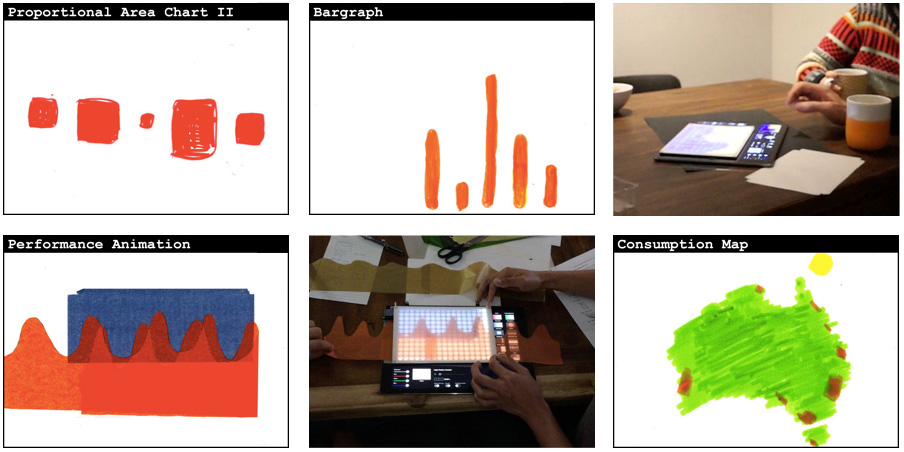 Proportional Area Chart II
Bargraph
Performance Animation
Consumption Map